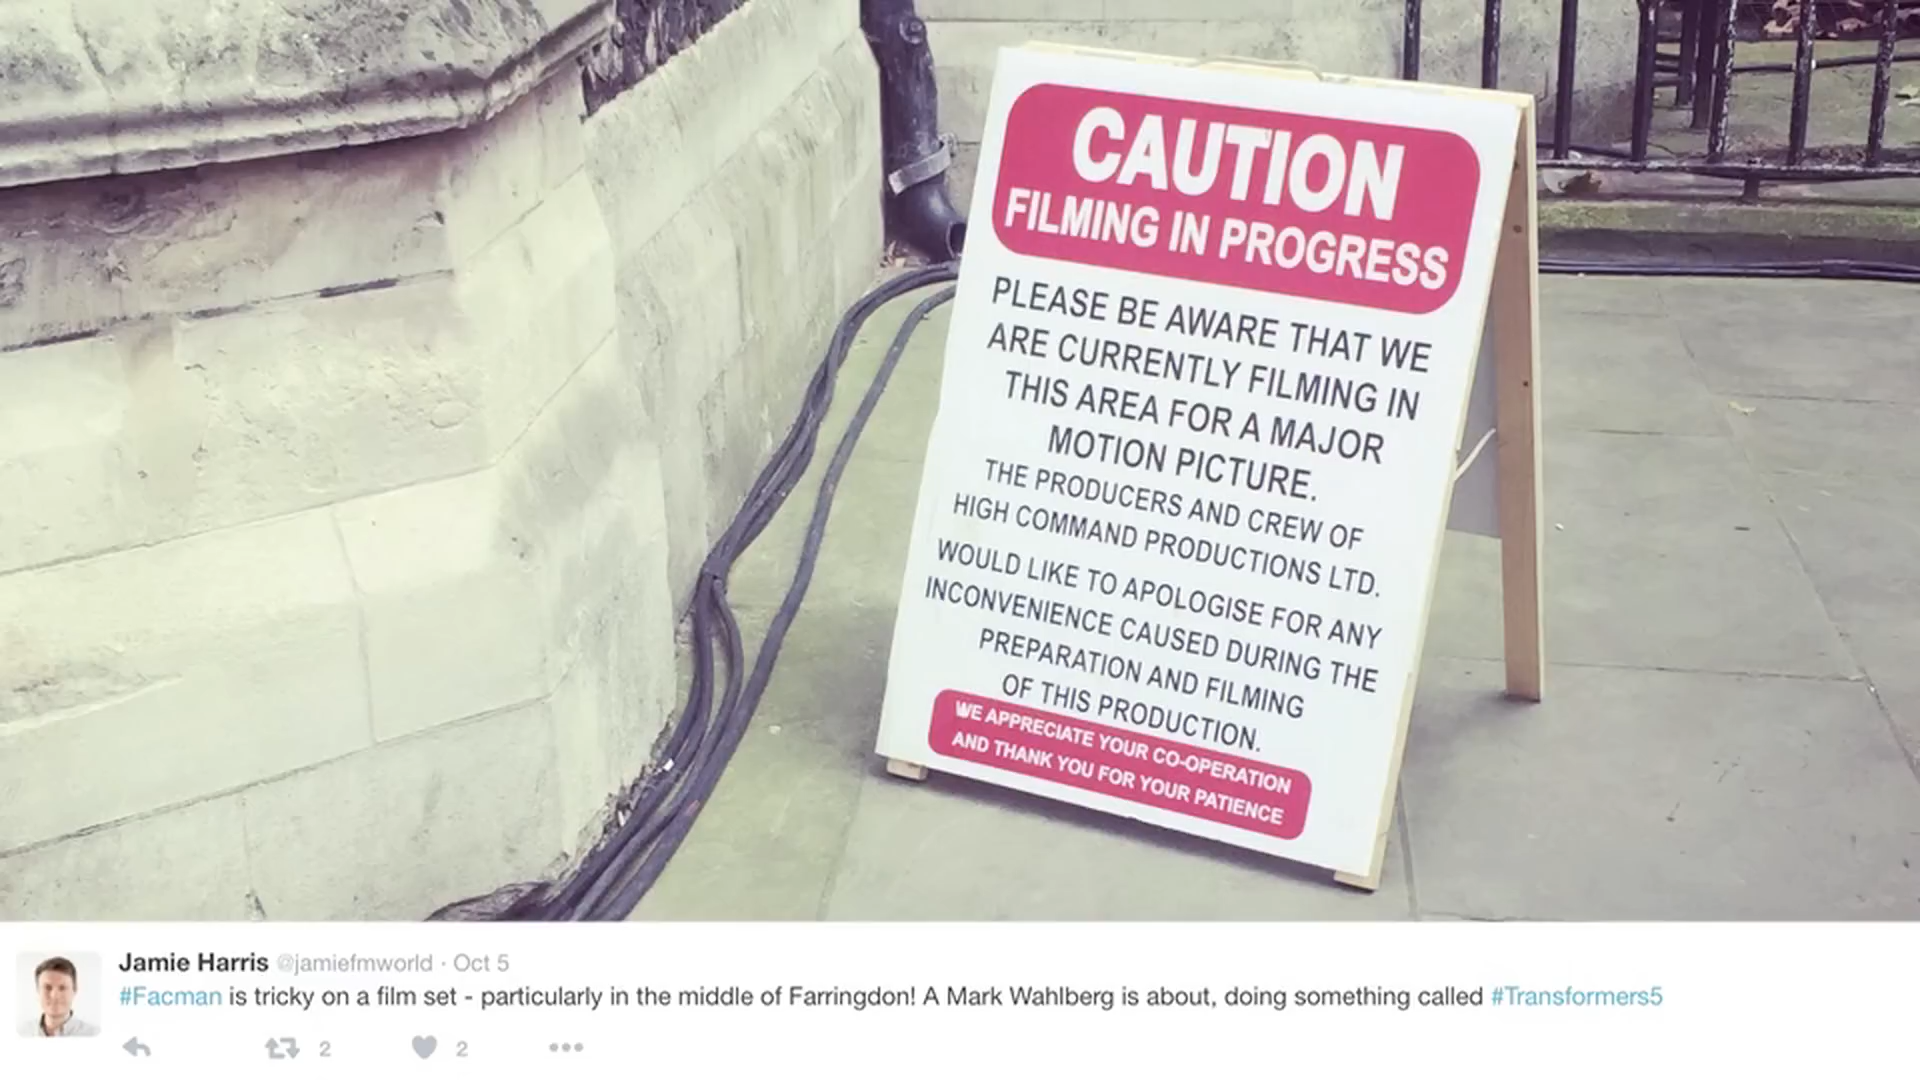 CAUTION
FILMING IN PROGRESS
PLEASE BE AWARE THAT WE
ARE CURRENTLY FILMING IN
THIS AREA FOR A MAJOR
MOTION PICTURE.
THE PRODUCERS AND CREW OF
HIGH COMMAND PRODUCTIONS LTD.
WOULD LIKE TO APOLOGISE FOR ANY
INCONVENIENCE CAUSED DURING THE
PREPARATION AND FILMING
OF THIS PRODUCTION.
WE APPRECIATE YOUR CO-OPERATION
AND THANK YOU FOR YOUR PATIENCE
Jamie Harris @jamiefmworld · Oct 5
#Facman is tricky on a film set - particularly in the middle of Farringdon! A Mark Wahlberg is about, doing something called #Transformers5
2 2